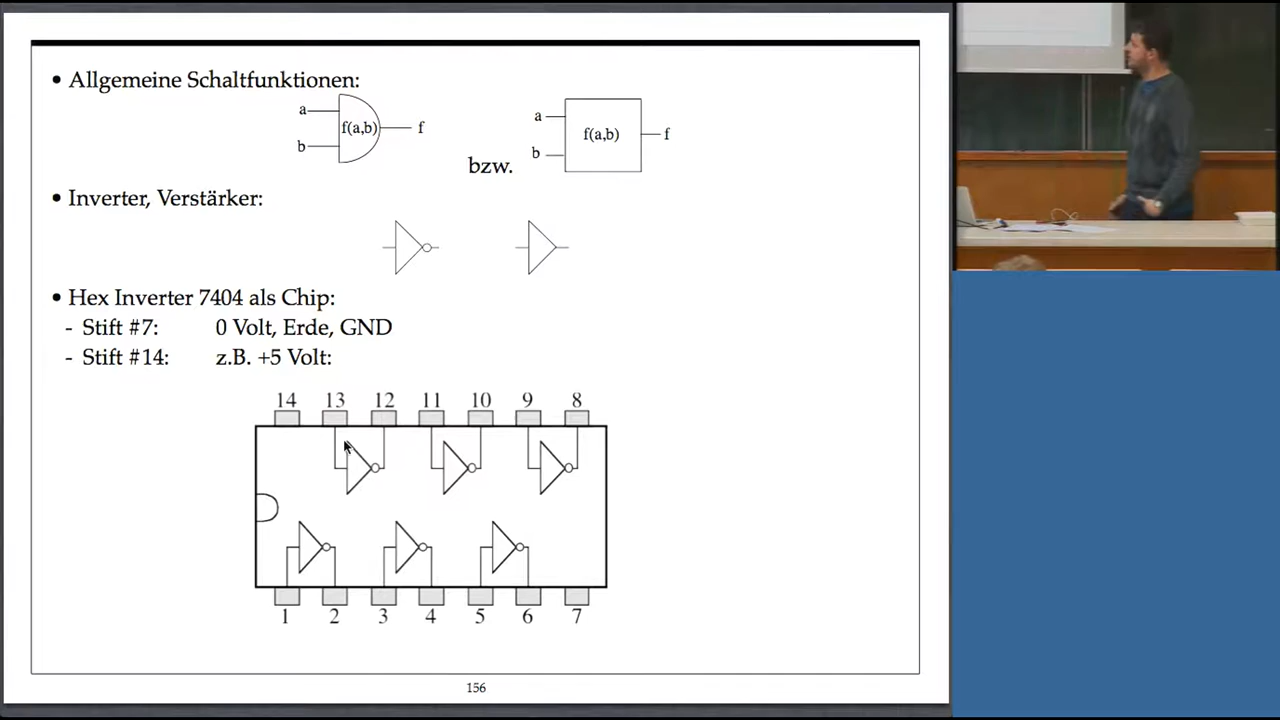 • Allgemeine Schaltfunktionen:
a
b
f(a,b)
f
bzw.
a
b
f(a,b)
f
• Inverter, Verstärker:
• Hex Inverter 7404 als Chip:
- Stift #7: 0 Volt, Erde, GND
- Stift #14: z.B. +5 Volt:
14 13 12 11 10 9 8
1 2 3 4 5 6 7
156